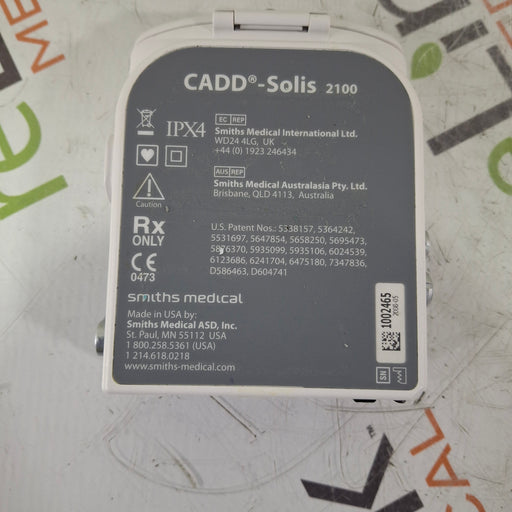 CADD®-Solis 2100
IPX4
EC REP
Smiths Medical International Ltd.
WD24 4LG, UK
+44 (0) 1923 246434
AUS REP
Smiths Medical Australasia Pty. Ltd.
Brisbane, QLD 4113, Australia
Caution
Rx
ONLY
CE
0473
U.S. Patent Nos.: 5538157, 5364242,
5531697, 5647854, 5658250, 5695473,
5876370, 5935099, 5935106, 6024539,
6123686, 6241704, 6475180, 7347836,
D586463, D604741
smiths medical
Made in USA by:
Smiths Medical ASD, Inc.
St. Paul, MN 55112 USA
1 800.258.5361 (USA)
1 214.618.0218
www.smiths-medical.com
1002465
SN